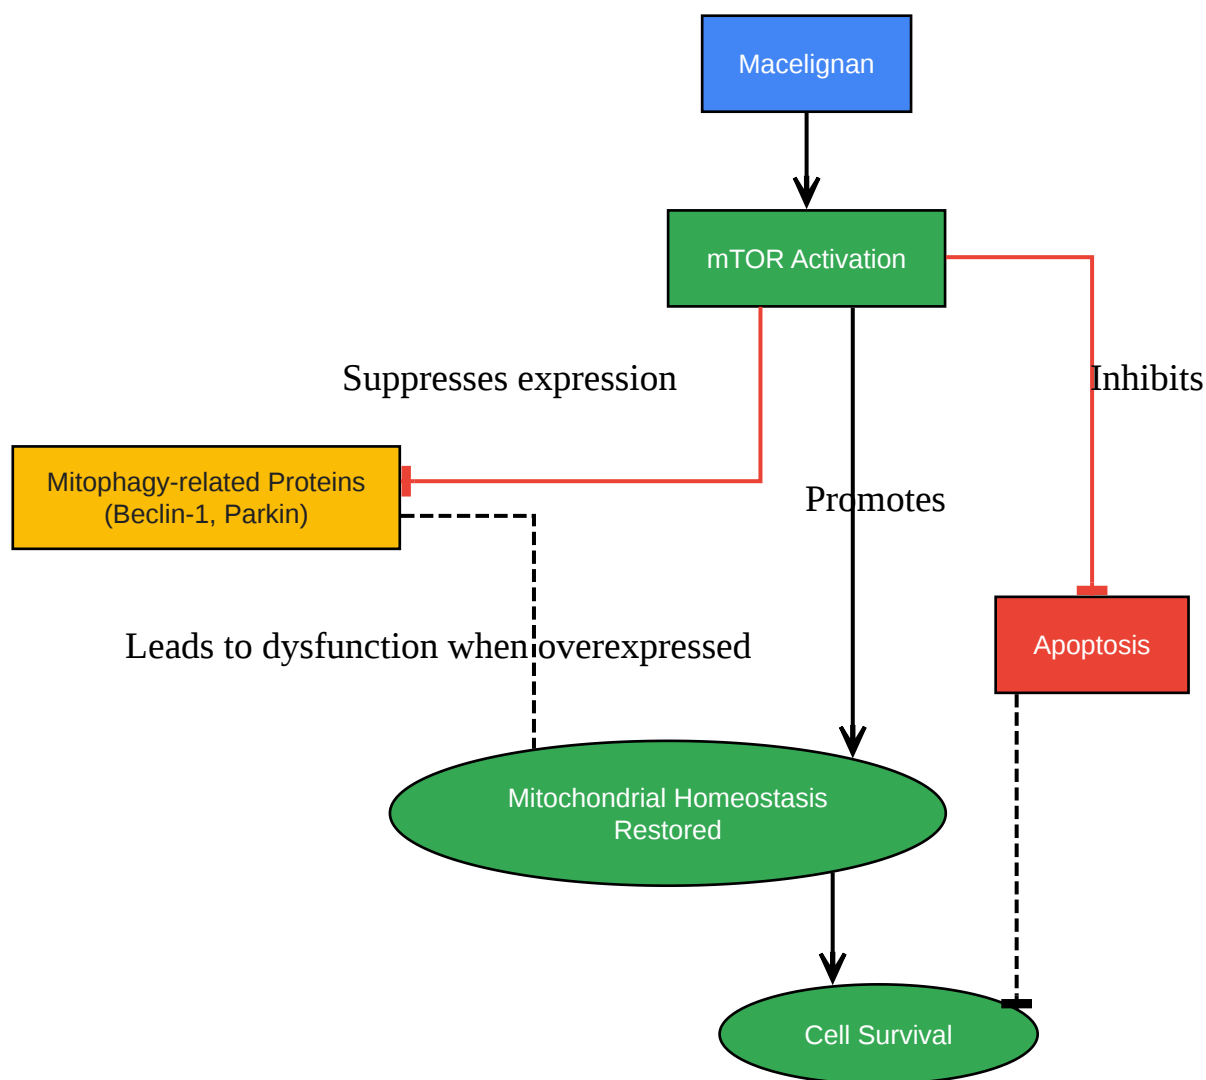 Macelignan
mTOR Activation
Suppresses expression
Inhibits
Mitophagy-related Proteins
(Beclin-1, Parkin)
Promotes
Leads to dysfunction when overexpressed
Apoptosis
Mitochondrial Homeostasis
Restored
Cell Survival